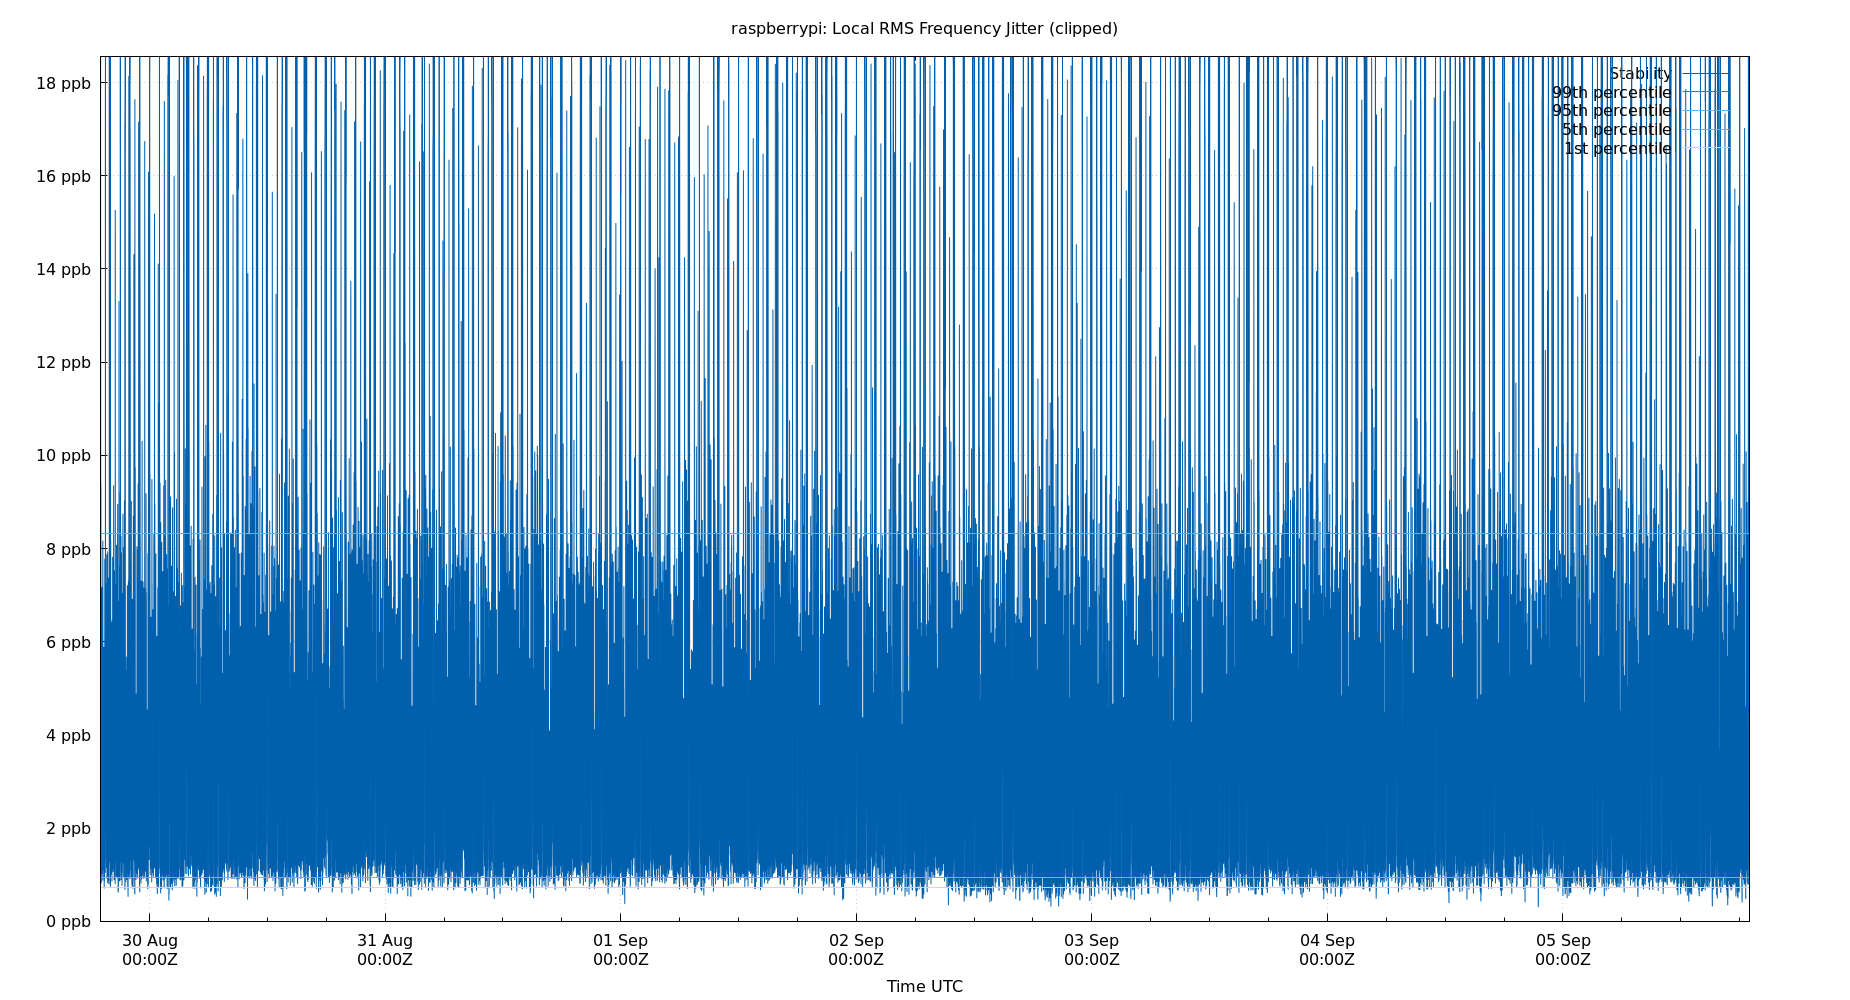 raspberrypi: Local RMS Frequency Jitter (clipped)
18 ppb
16 ppb
14 ppb
12 ppb
10 ppb
8 ppb
6 ppb
4 ppb
2 ppb
0 ppb
Stability
99th percentile
95th percentile
5th percentile
1st percentile
30 Aug
00:00Z
31 Aug
00:00Z
01 Sep
00:00Z
02 Sep
00:00Z
03 Sep
00:00Z
04 Sep
00:00Z
05 Sep
00:00Z
Time UTC